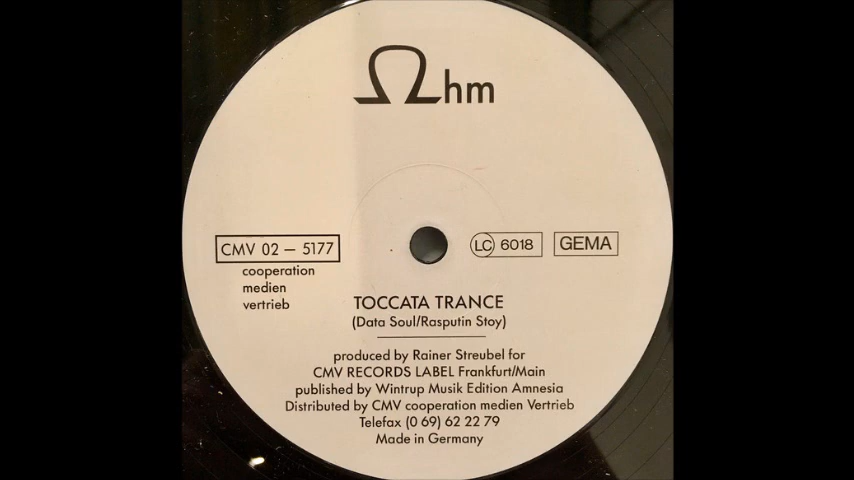 Ωhm
CMV 02 – 5177
cooperation
medien
vertrieb
LC 6018
GEMA
TOCCATA TRANCE
(Data Soul/Rasputin Stoy)
produced by Rainer Streubel for
CMV RECORDS LABEL Frankfurt/Main
published by Wintrup Musik Edition Amnesia
Distributed by CMV cooperation medien Vertrieb
Telefax (0 69) 62 22 79
Made in Germany